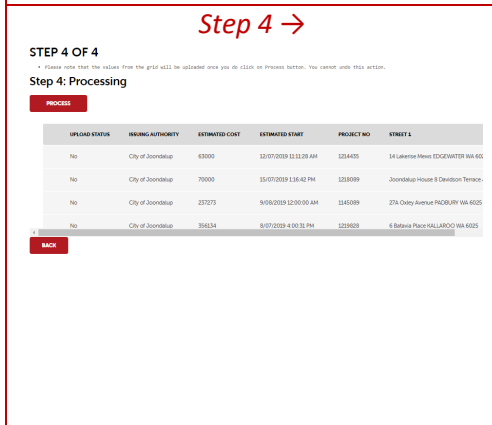 Step 4 →
STEP 4 OF 4
• Please note that the values from the grid will be uploaded once you do click on Process button. You cannot undo this action.
Step 4: Processing
PROCESS
UPLOAD STATUS ISSUING AUTHORITY ESTIMATED COST ESTIMATED START PROJECT NO STREET 1
No City of Joondalup 63000 12/07/2019 11:11:28 AM 1214435 14 Lakerise Mews EDGEWATER WA 602
No City of Joondalup 70000 15/07/2019 1:16:42 PM 1218089 Joondalup House 8 Davidson Terrace
No City of Joondalup 237273 9/08/2019 12:00:00 AM 1145089 27A Oxley Avenue PADBURY WA 6025
No City of Joondalup 356134 8/07/2019 4:00:31 PM 1219828 6 Batavia Place KALLAROO WA 6025
BACK